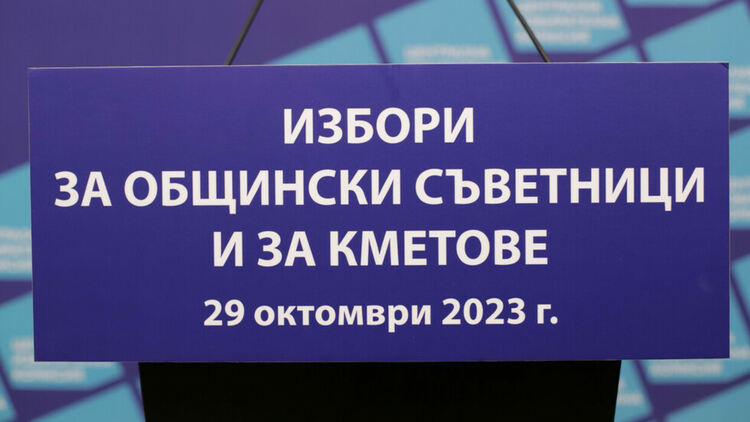 ИЗБОРИ
ЗА ОБЩИНСКИ СЪВЕТНИЦИ
И ЗА КМЕТОВЕ
29 октомври 2023 г.